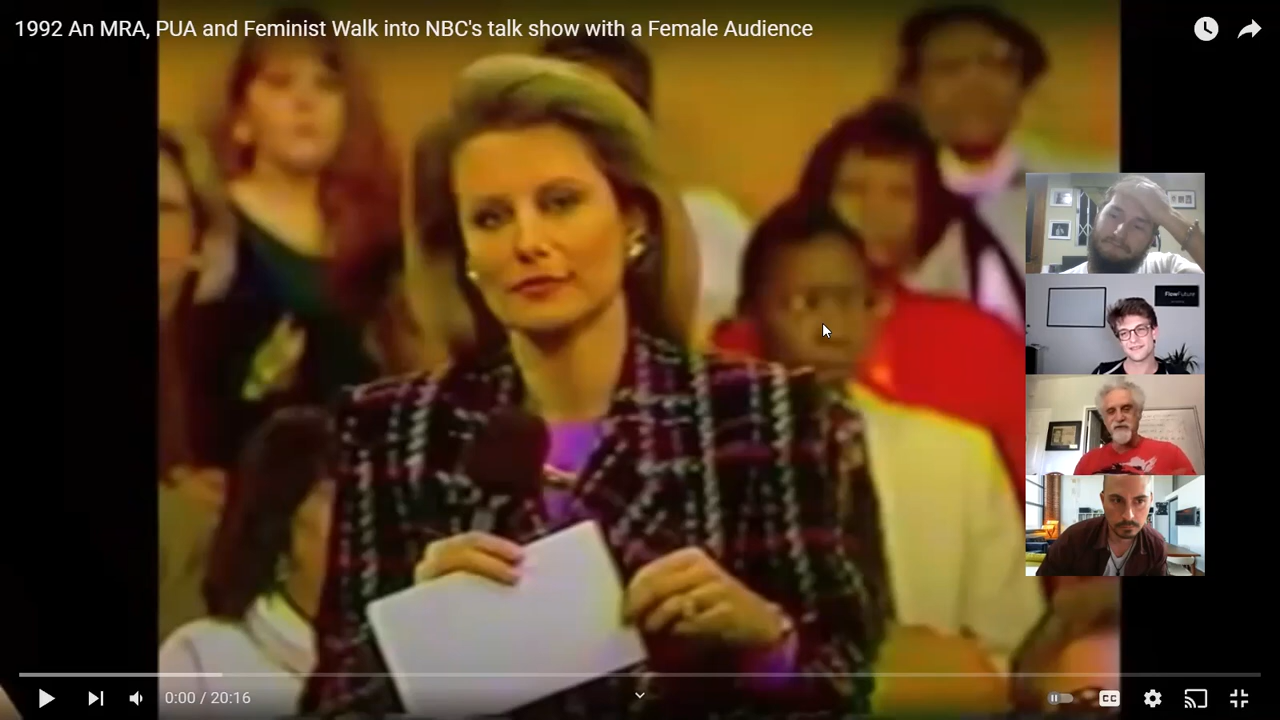 1992 An MRA, PUA and Feminist Walk into NBC's talk show with a Female Audience
FlowFuture
0:00 / 20:16
CC